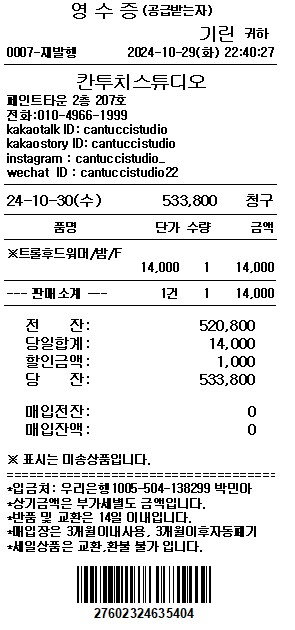 영 수 증 (공급받는자)
기린 귀하
0007-재발행 2024-10-29(화) 22:40:27
칸투치스튜디오
페인트타운 2층 207호
전화:010-4966-1999
kakaotalk ID: cantuccistudio
kakaostory ID: cantuccistudio
instagram : cantuccistudio_
wechat ID : cantuccistudio22
24-10-30(수) 533,800 청구
품명 단가 수량 금액
※트롤후드워머/밤/F
14,000 1 14,000
--- 판매소계 --- 1건 1 14,000
전 잔: 520,800
당일합계: 14,000
할인금액: 1,000
당 잔: 533,800
매입전잔: 0
매입잔액: 0
※ 표시는 미송상품입니다.
====================================
*입금처: 우리은행1005-504-138299 박민아
*상기금액은 부가세별도 금액입니다.
*반품 및 교환은 14일 이내입니다.
*매입장은 3개월이내사용, 3개월이후자동폐기
*세일상품은 교환,환불 불가 입니다.
27602324635404